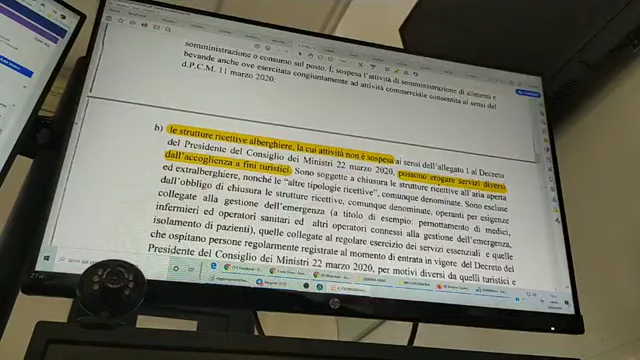 somministrazione o consumo sul posto. È sospesa l'attività di somministrazione di alimenti e
bevande anche ove esercitata congiuntamente ad attività commerciale consentita ai sensi del
d.P.C.M. 11 marzo 2020.
b) le strutture ricettive alberghiere, la cui attività non è sospesa ai sensi dell'allegato 1 al Decreto
del Presidente del Consiglio dei Ministri 22 marzo 2020, possono erogare servizi diversi
dall'accoglienza a fini turistici. Sono soggette a chiusura le strutture ricettive all'aria aperta
ed extralberghiere, nonché le "altre tipologie ricettive", comunque denominate. Sono escluse
dall'obbligo di chiusura le strutture ricettive, comunque denominate, operanti per esigenze
collegate alla gestione dell'emergenza (a titolo di esempio: pernottamento di medici,
infermieri ed operatori sanitari ed altri operatori connessi alla gestione dell'emergenza,
isolamento di pazienti), quelle collegate al regolare esercizio dei servizi essenziali e quelle
che ospitano persone regolarmente registrate al momento di entrata in vigore del Decreto del
Presidente del Consiglio dei Ministri 22 marzo 2020, per motivi diversi da quelli turistici e
hp